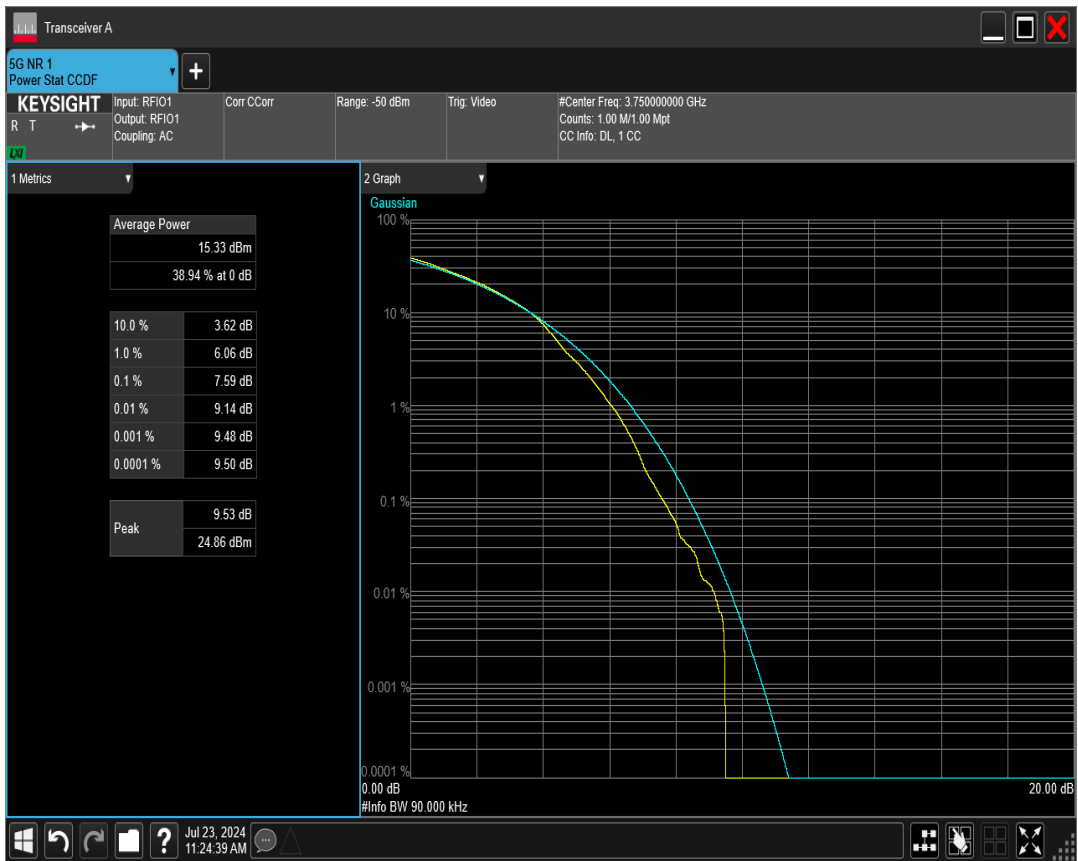 Transceiver A
5G NR 1
Power Stat CCDF
+
KEYSIGHT
R T
LXI
Input: RFIO1
Output: RFIO1
Coupling: AC
Corr CCorr
Range: -50 dBm
Trig: Video
#Center Freq: 3.750000000 GHz
Counts: 1.00 M/1.00 Mpt
CC Info: DL, 1 CC
1 Metrics
Average Power
15.33 dBm
38.94 % at 0 dB
10.0 % 3.62 dB
1.0 % 6.06 dB
0.1 % 7.59 dB
0.01 % 9.14 dB
0.001 % 9.48 dB
0.0001 % 9.50 dB
Peak
9.53 dB
24.86 dBm
2 Graph
Gaussian
100 %
10 %
1 %
0.1 %
0.01 %
0.001 %
0.0001 %
0.00 dB 20.00 dB
#Info BW 90.000 kHz
?
Jul 23, 2024
11:24:39 AM